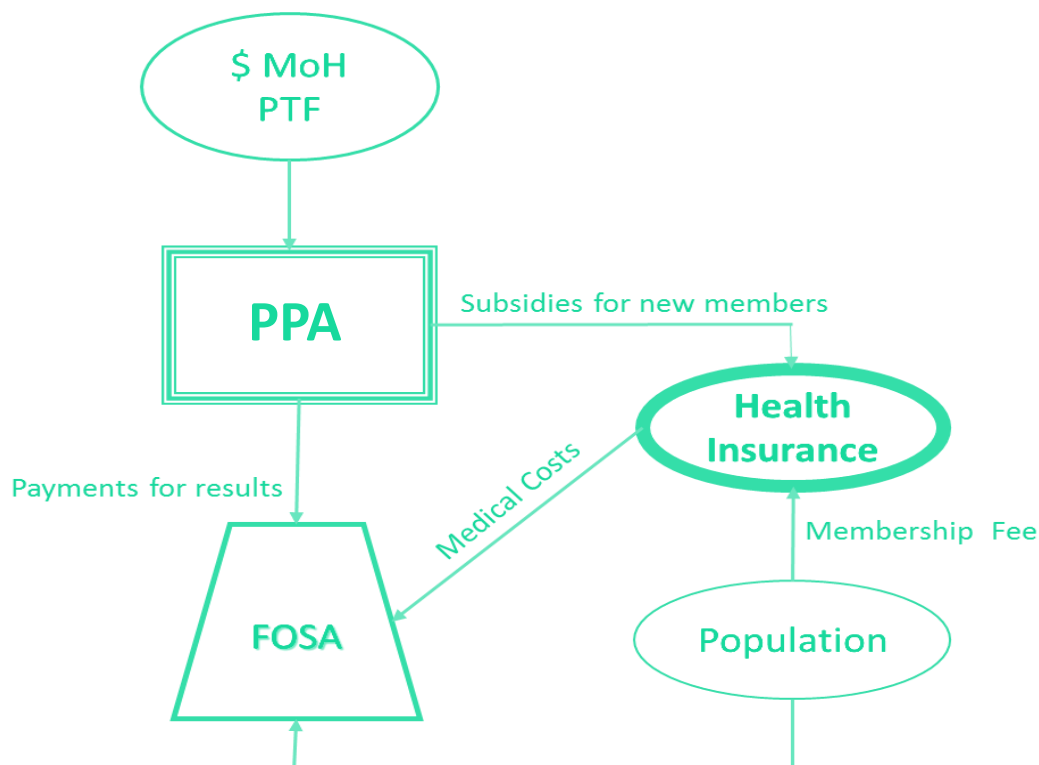 $ MoH
PTF
PPA
Subsidies for new members
Health
Insurance
Payments for results
Medical Costs
Membership Fee
FOSA
Population